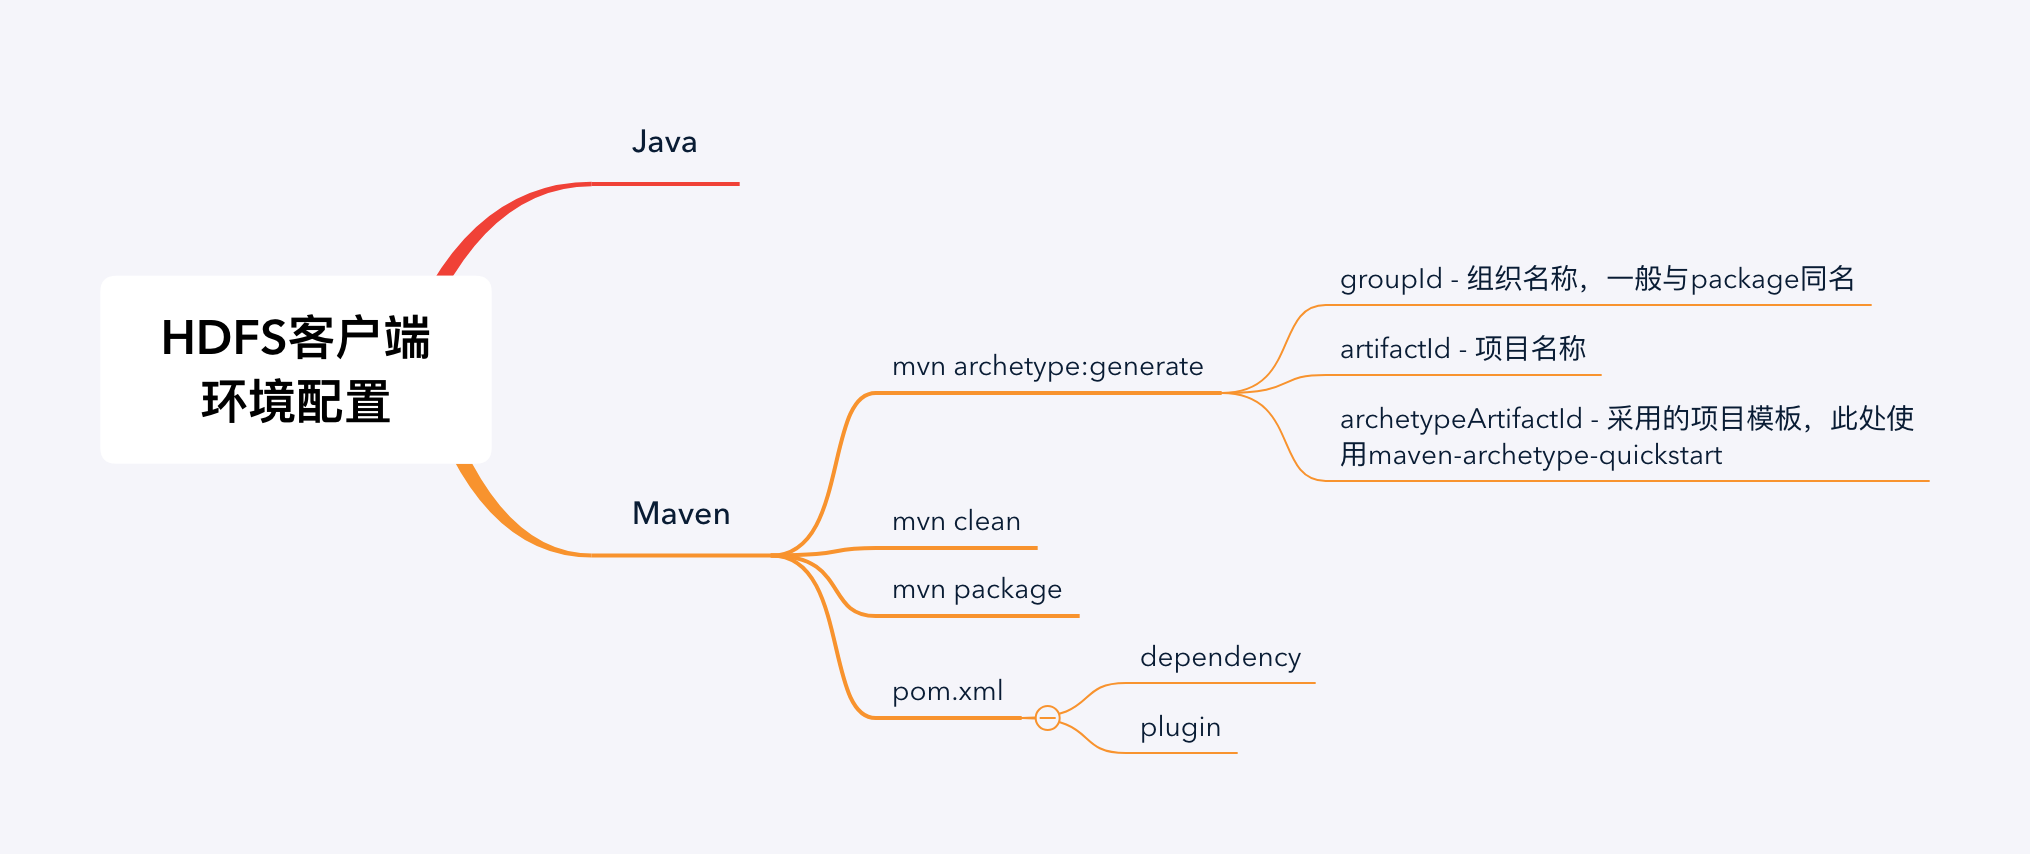 Java
HDFS客户端
环境配置
Maven
mvn archetype:generate
groupId - 组织名称，一般与package同名
artifactId - 项目名称
archetypeArtifactId - 采用的项目模板，此处使
用maven-archetype-quickstart
mvn clean
mvn package
pom.xml
dependency
plugin